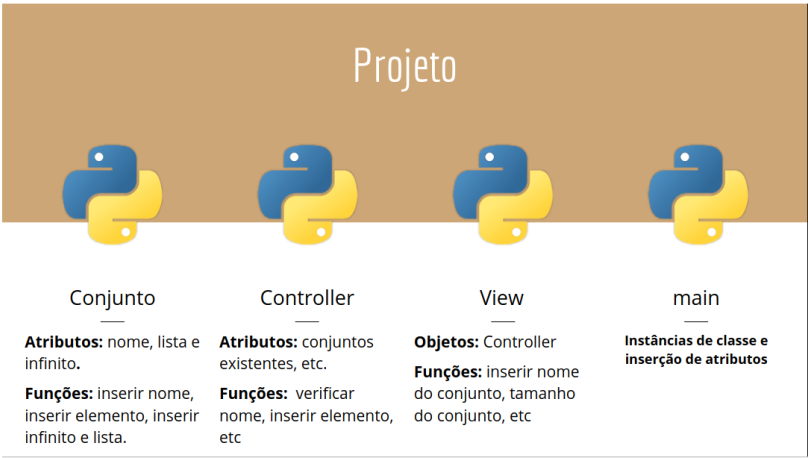 Projeto
Conjunto
Atributos: nome, lista e
infinito.
Funções: inserir nome,
inserir elemento, inserir
infinito e lista.
Controller
Atributos: conjuntos
existentes, etc.
Funções: verificar
nome, inserir elemento,
etc
View
Objetos: Controller
Funções: inserir nome
do conjunto, tamanho
do conjunto, etc
main
Instâncias de classe e
inserção de atributos